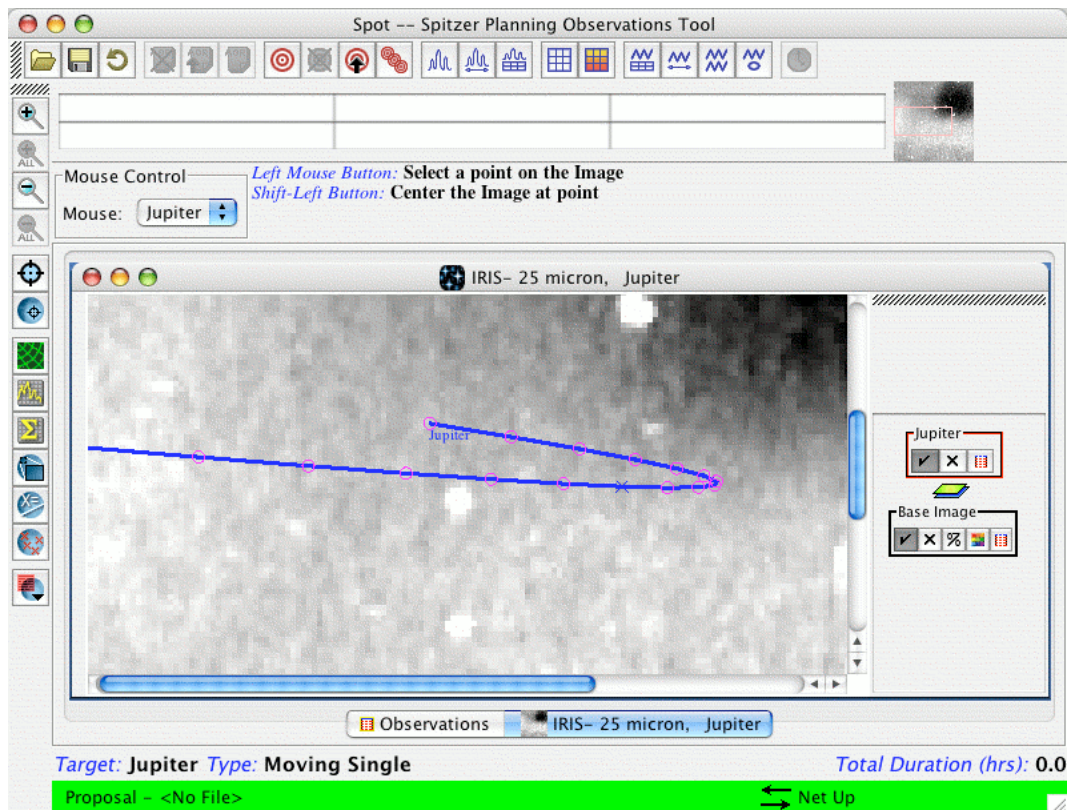 Spot -- Spitzer Planning Observations Tool
ALL
ALL
Mouse Control
Mouse: Jupiter
Left Mouse Button: Select a point on the Image
Shift-Left Button: Center the Image at point
IRIS- 25 micron, Jupiter
Jupiter
Jupiter
Base Image
%
X=
Observations
IRIS- 25 micron, Jupiter
Target: Jupiter Type: Moving Single
Total Duration (hrs): 0.0
Proposal - <No File>
Net Up